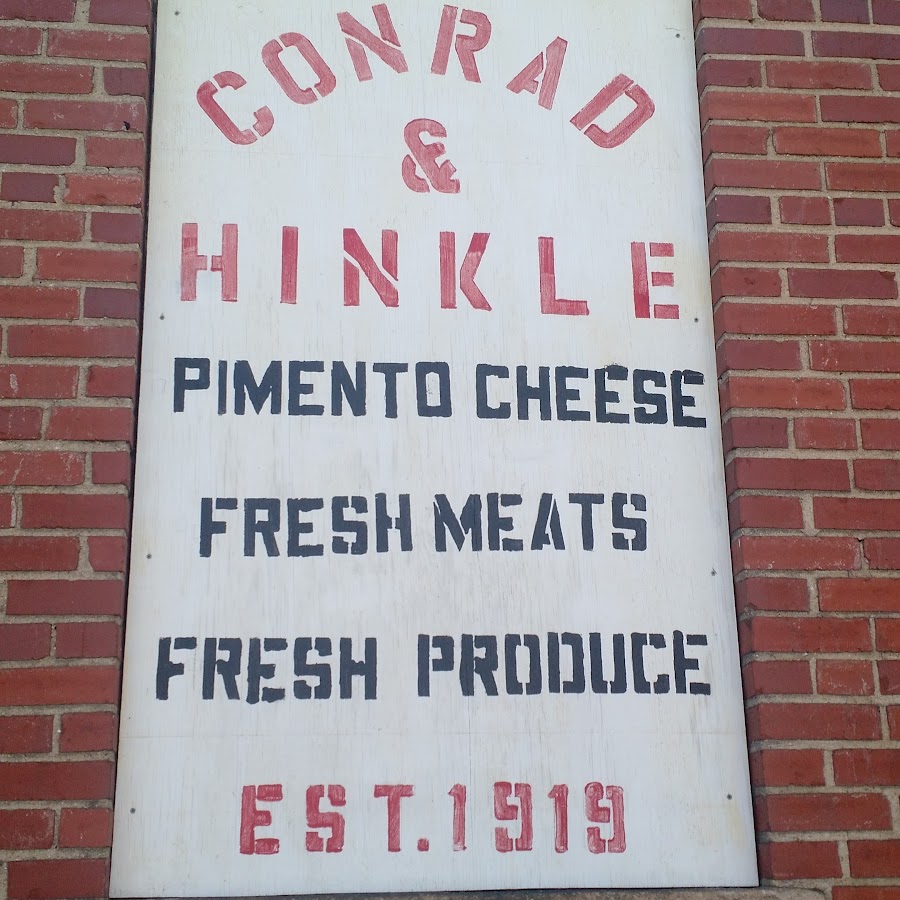 CONRAD
&
HINKLE
PIMENTO CHEESE
FRESH MEATS
FRESH PRODUCE
EST. 1919